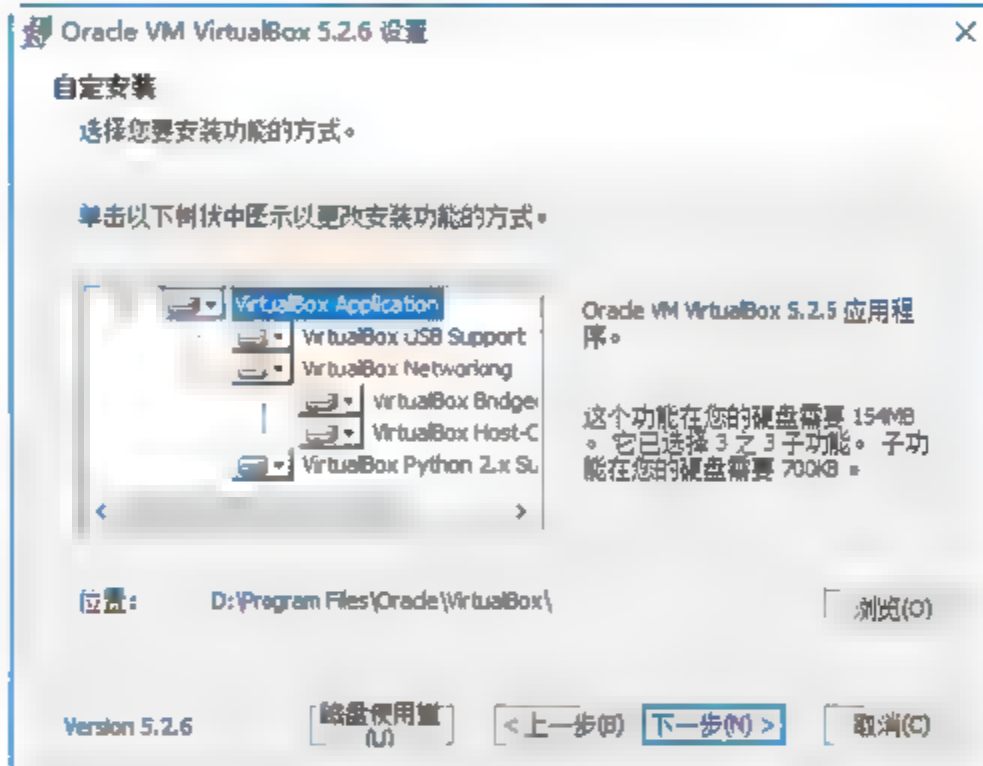 Oracle VM VirtualBox 5.2.6 设置
自定安装
选择您要安装功能的方式。
单击以下树状中图示以更改安装功能的方式。
VirtualBox Application
VirtualBox USB Support
VirtualBox Networking
VirtualBox Bridge
VirtualBox Host-C
VirtualBox Python 2.x Su
Oracle VM VirtualBox 5.2.6 应用程
序。
这个功能在您的硬盘需要 154MB
。 它已选择 3 之 3 子功能。 子功
能在您的硬盘需要 700KB 。
位置: D:\Program Files\Oracle\VirtualBox\
浏览(O)
Version 5.2.6
磁盘使用量
(U)
< 上一步(B)
下一步(N) >
取消(C)